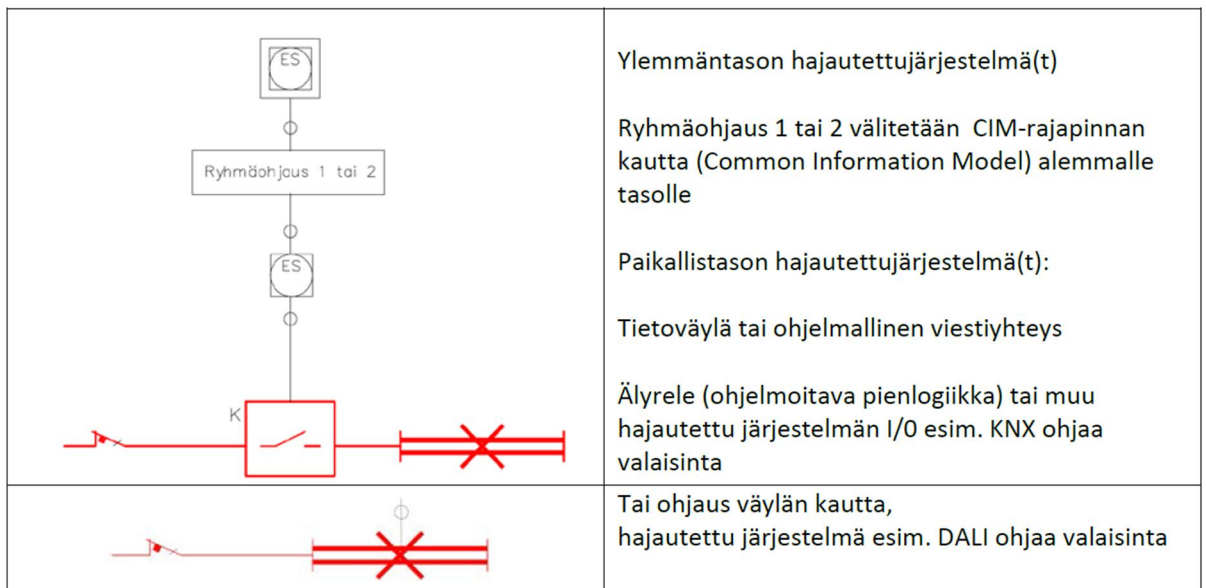 ES
Ryhmäohjaus 1 tai 2
ES
K
Ylemmäntason hajautettujärjestelmä(t)
Ryhmäohjaus 1 tai 2 välitetään CIM-rajapinnan
kautta (Common Information Model) alemmalle
tasolle
Paikallistason hajautettujärjestelmä(t):
Tietoväylä tai ohjelmallinen viestiyhteys
Älyrele (ohjelmoitava pienlogiikka) tai muu
hajautettu järjestelmän I/0 esim. KNX ohjaa
valaisinta
Tai ohjaus väylän kautta,
hajautettu järjestelmä esim. DALI ohjaa valaisinta